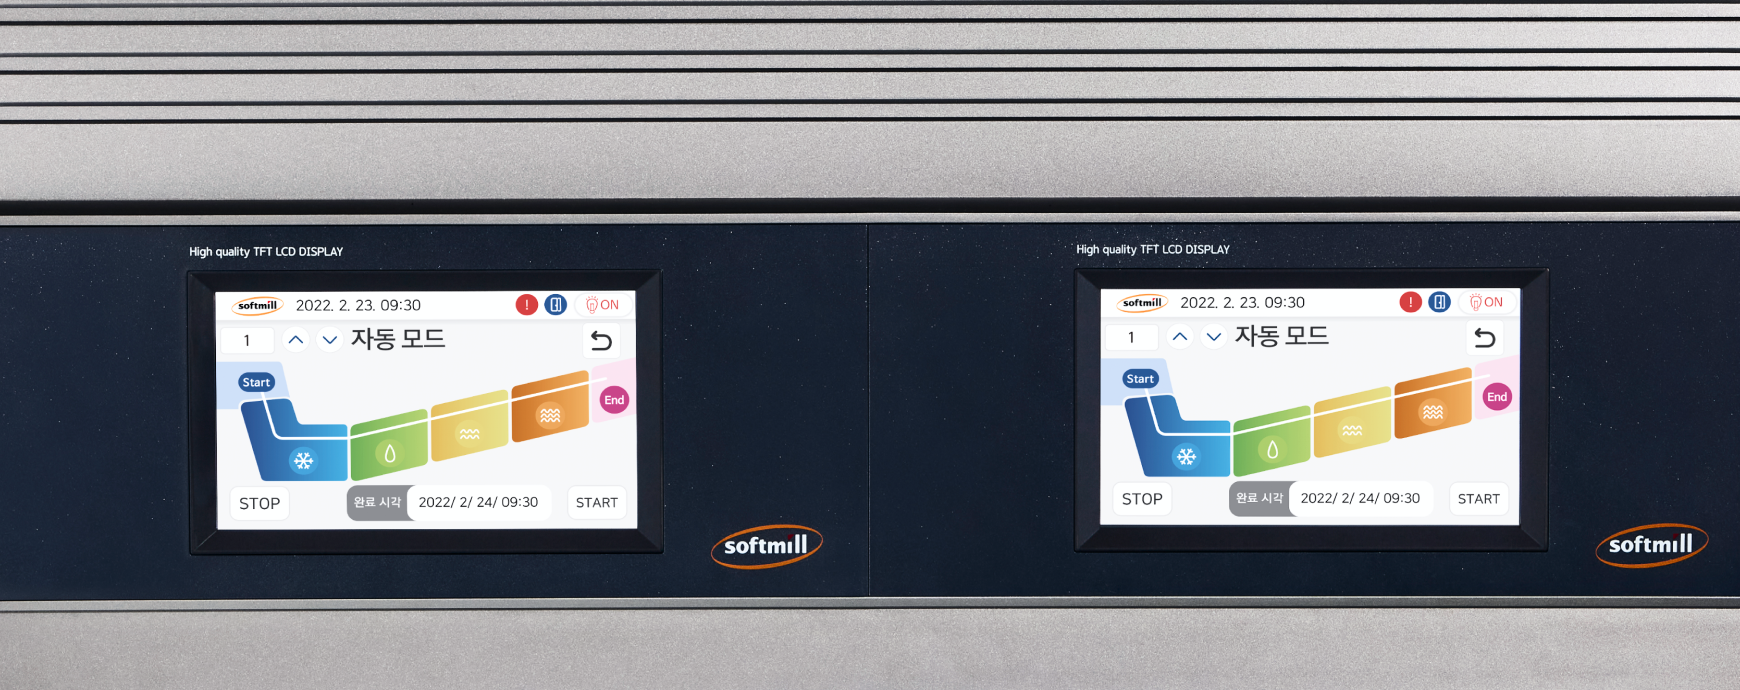 High quality TFT LCD DISPLAY
softmill 2022. 2. 23. 09:30 ! ON
1 자동 모드
Start
End
STOP 완료 시각 2022/ 2/ 24/ 09:30 START
softmill
High quality TFT LCD DISPLAY
softmill 2022. 2. 23. 09:30 ! ON
1 자동 모드
Start
End
STOP 완료 시각 2022/ 2/ 24/ 09:30 START
softmill